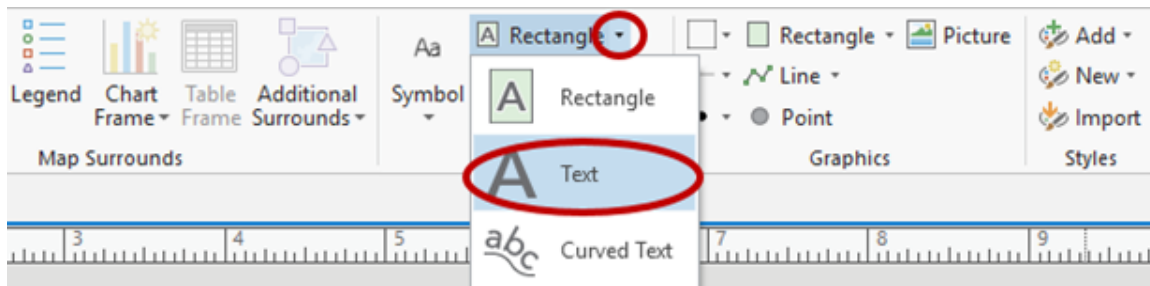 Legend
Chart Frame
Table Frame
Additional Surrounds
Map Surrounds
Aa
Symbol
A Rectangle
A Rectangle
A Text
abc Curved Text
Rectangle
Picture
Line
Point
Graphics
Add
New
Import
Styles
3 4 5 7 8 9